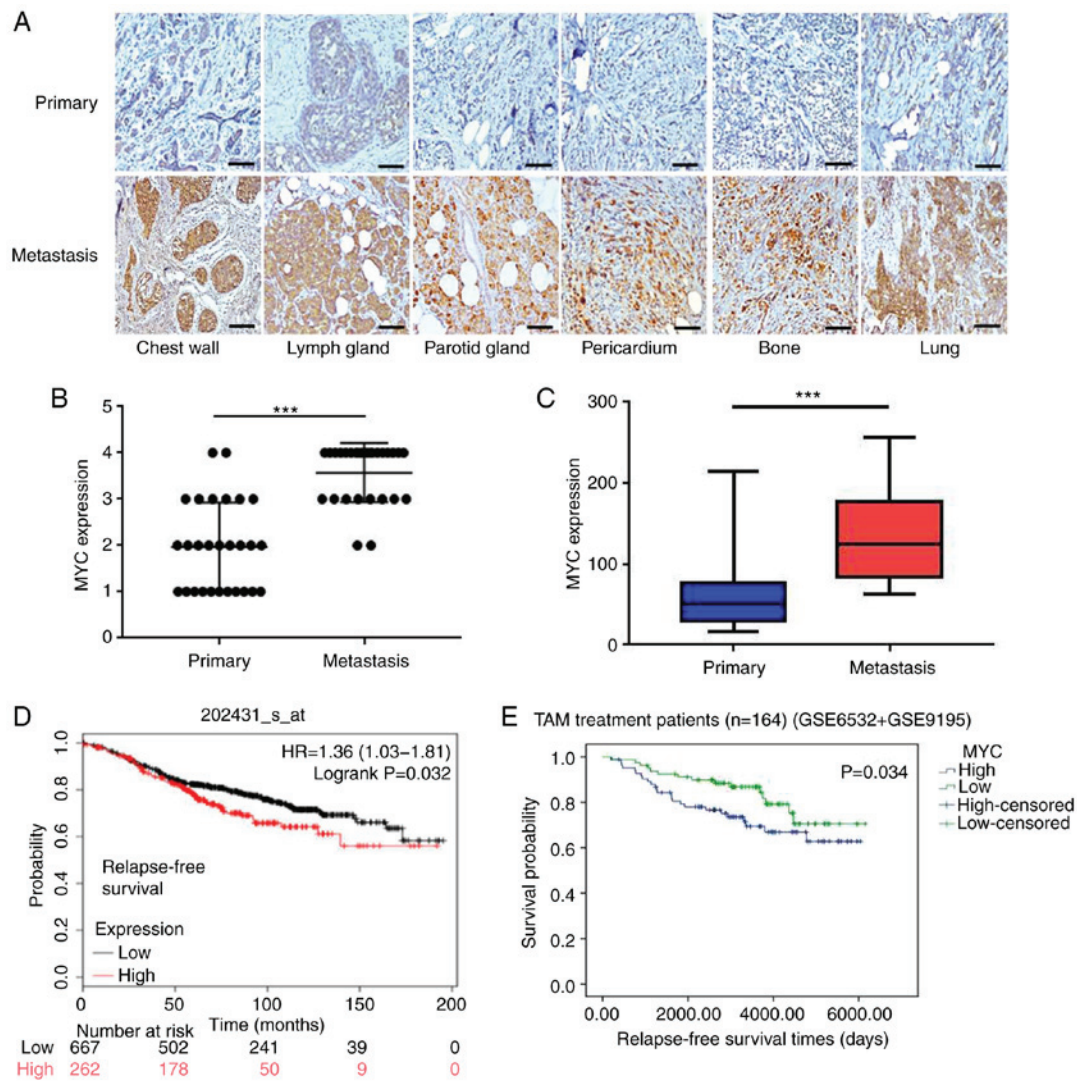 A
Primary
Metastasis
Chest wall Lymph gland Parotid gland Pericardium Bone Lung
B
MYC expression
5
4
3
2
1
0
***
Primary Metastasis
C
MYC expression
300
200
100
0
***
Primary Metastasis
D
202431_s_at
HR=1.36 (1.03–1.81)
Logrank P=0.032
Probability
1.0
0.8
0.6
0.4
0.2
0.0
Relapse-free
survival
Expression
Low
High
0 50 100 150 200
Number at risk Time (months)
Low 667 502 241 39 0
High 262 178 50 9 0
E TAM treatment patients (n=164) (GSE6532+GSE9195)
Survival probability
1.0
0.8
0.6
0.4
0.2
0.0
P=0.034
MYC
High
Low
High-censored
Low-censored
0.00 2000.00 4000.00 6000.00
Relapse-free survival times (days)